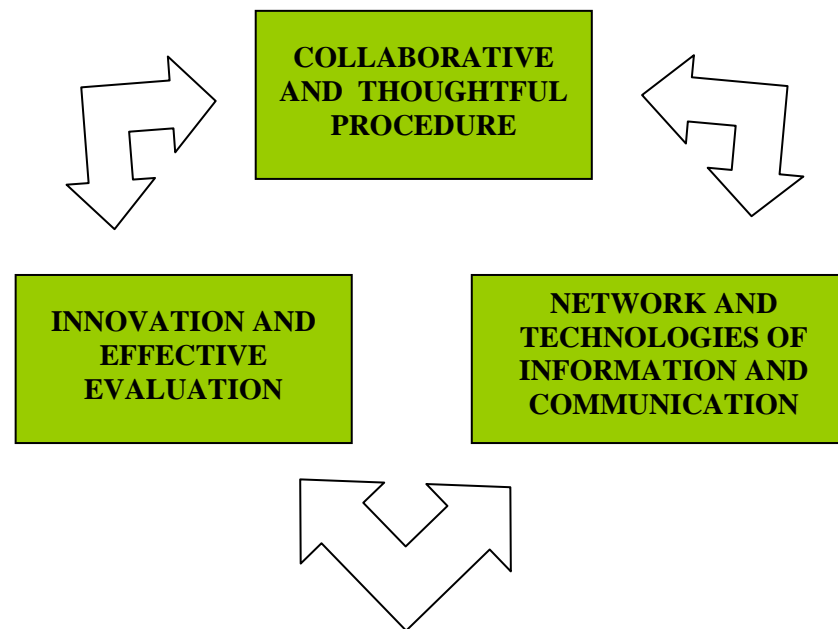 COLLABORATIVE
AND THOUGHTFUL
PROCEDURE
INNOVATION AND
EFFECTIVE
EVALUATION
NETWORK AND
TECHNOLOGIES OF
INFORMATION AND
COMMUNICATION